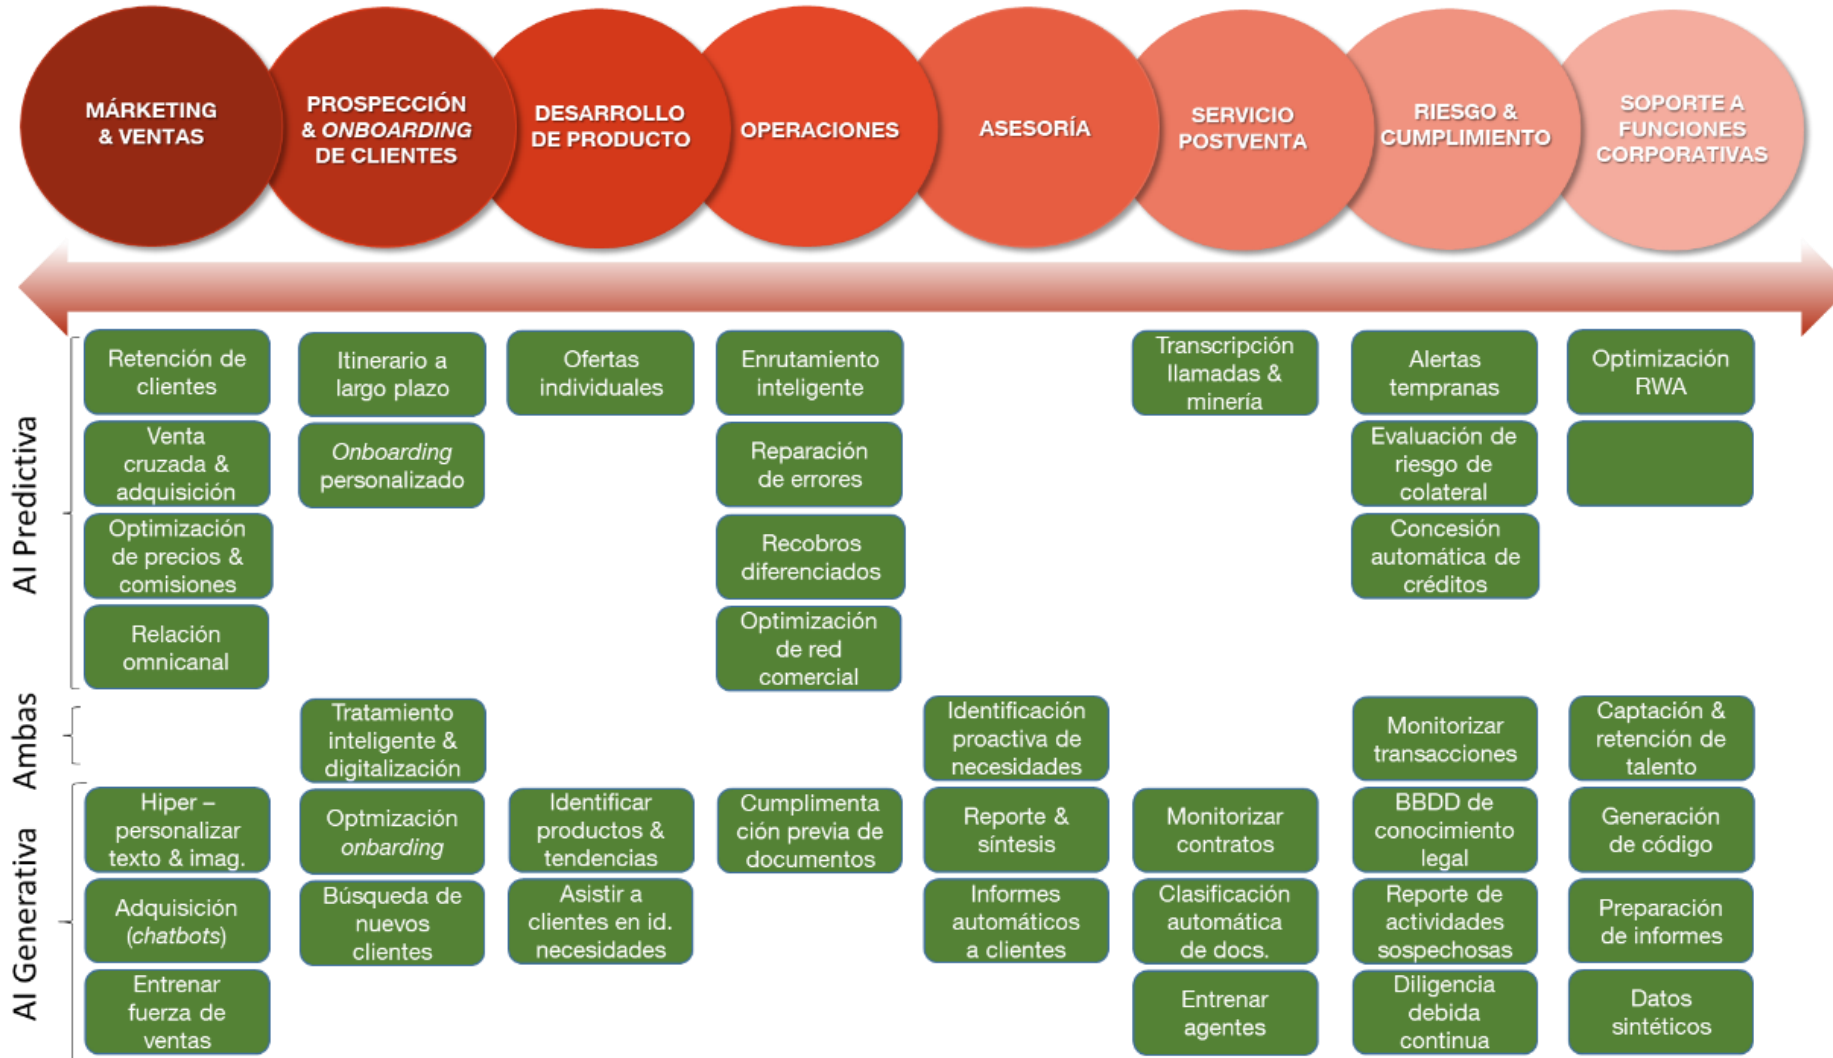 MÁRKETING
& VENTAS
PROSPECCIÓN
& ONBOARDING
DE CLIENTES
DESARROLLO
DE PRODUCTO
OPERACIONES
ASESORÍA
SERVICIO
POSTVENTA
RIESGO &
CUMPLIMIENTO
SOPORTE A
FUNCIONES
CORPORATIVAS
AI Predictiva
Retención de
clientes
Itinerario a
largo plazo
Ofertas
individuales
Enrutamiento
inteligente
Transcripción
llamadas &
minería
Alertas
tempranas
Optimización
RWA
Venta
cruzada &
adquisición
Onboarding
personalizado
Reparación
de errores
Evaluación de
riesgo de
colateral
Optimización
de precios &
comisiones
Recobros
diferenciados
Concesión
automática de
créditos
Relación
omnicanal
Optimización
de red
comercial
Ambas
Tratamiento
inteligente &
digitalización
Identificación
proactiva de
necesidades
Monitorizar
transacciones
Captación &
retención de
talento
AI Generativa
Hiper –
personalizar
texto & imag.
Optmización
onbarding
Identificar
productos &
tendencias
Cumplimenta
ción previa de
documentos
Reporte &
síntesis
Monitorizar
contratos
BBDD de
conocimiento
legal
Generación
de código
Adquisición
(chatbots)
Búsqueda de
nuevos
clientes
Asistir a
clientes en id.
necesidades
Informes
automáticos
a clientes
Clasificación
automática
de docs.
Reporte de
actividades
sospechosas
Preparación
de informes
Entrenar
fuerza de
ventas
Entrenar
agentes
Diligencia
debida
continua
Datos
sintéticos